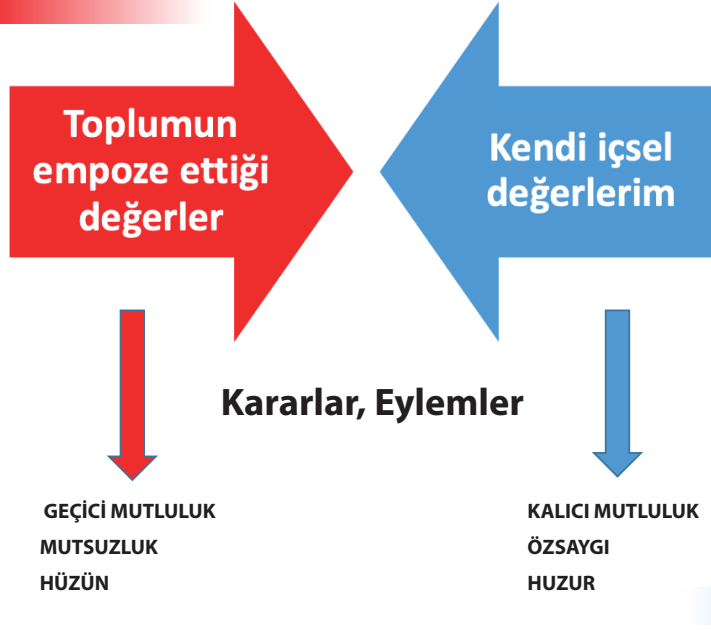 Toplumun
empoze ettiği
değerler
Kendi içsel
değerlerim
Kararlar, Eylemler
GEÇİCİ MUTLULUK
MUTSUZLUK
HÜZÜN
KALICI MUTLULUK
ÖZSAYGI
HUZUR